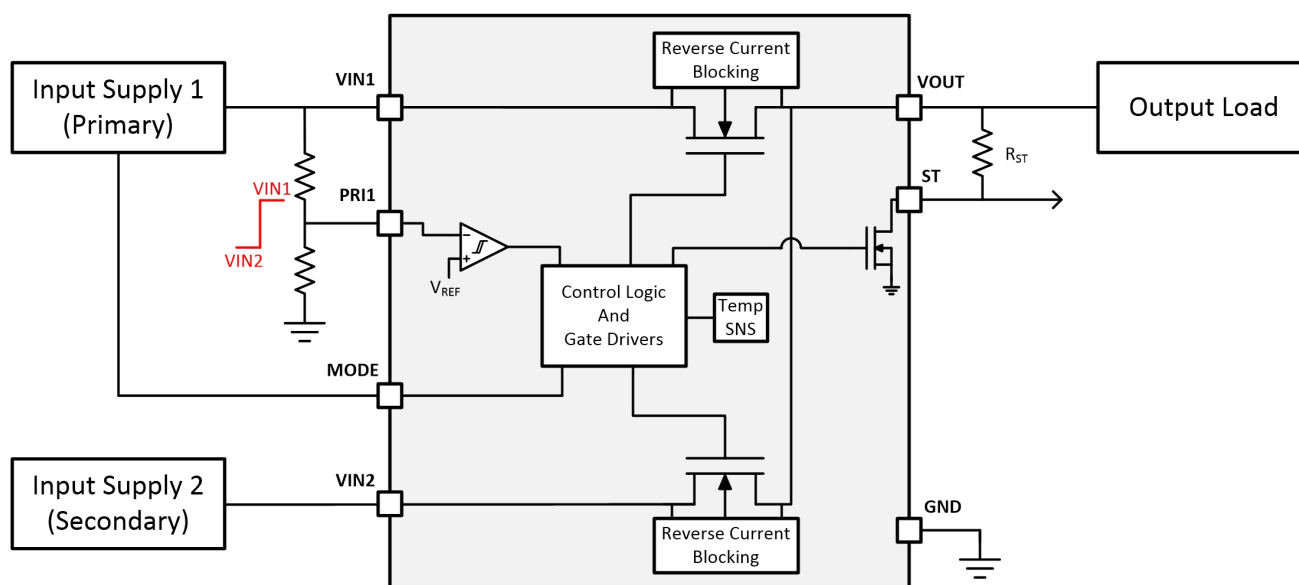 Input Supply 1
(Primary)
VIN1
Reverse Current
Blocking
VOUT
Output Load
RST
ST
PRI1
VIN1
VIN2
−
+
VREF
Control Logic
And
Gate Drivers
Temp
SNS
MODE
Input Supply 2
(Secondary)
VIN2
Reverse Current
Blocking
GND